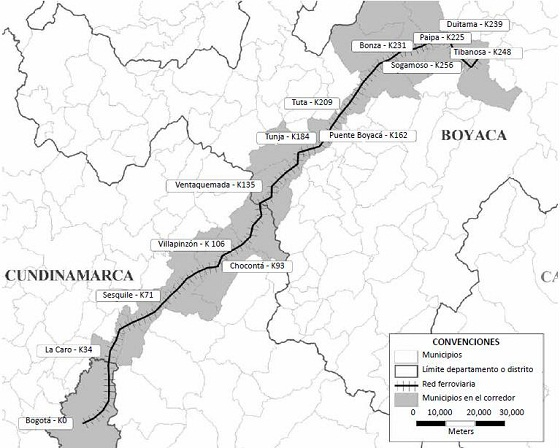 Duitama - K239
Paipa - K225
Bonza - K231
Tibanosa - K248
Sogamoso - K256
Tuta - K209
Tunja - K184
Puente Boyacá - K162
BOYACA
Ventaquemada - K135
Villapinzón - K 106
Chocontá - K93
CUNDINAMARCA
CA
Sesquile - K71
La Caro - K34
Bogotá - K0
CONVENCIONES
Municipios
Límite departamento o distrito
Red ferroviaria
Municipios en el corredor
0 10,000 20,000 30,000
Meters